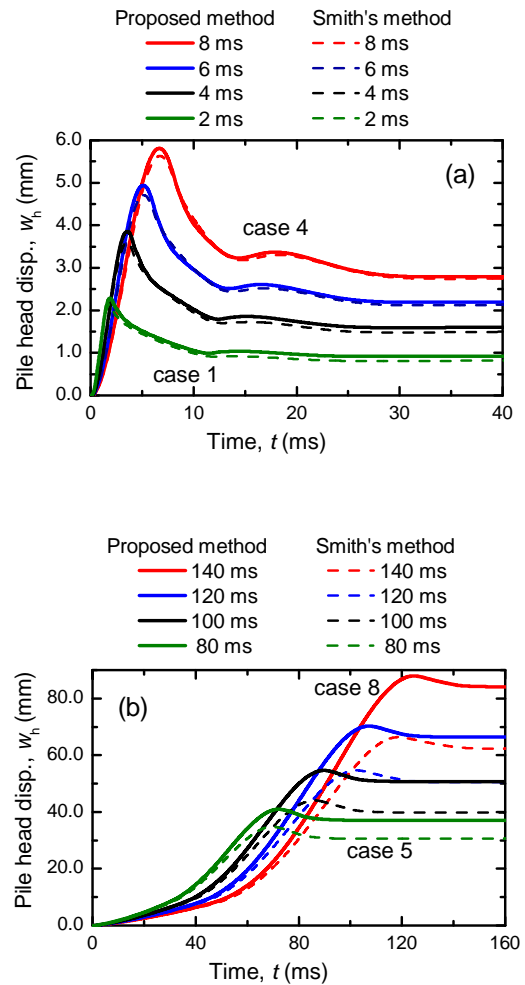 Proposed method Smith's method
8 ms 8 ms
6 ms 6 ms
4 ms 4 ms
2 ms 2 ms
6.0
5.0
4.0
3.0
2.0
1.0
0.0
Pile head disp., wh (mm)
(a)
case 4
case 1
0 10 20 30 40
Time, t (ms)
Proposed method Smith's method
140 ms 140 ms
120 ms 120 ms
100 ms 100 ms
80 ms 80 ms
80.0
60.0
40.0
20.0
0.0
Pile head disp., wh (mm)
(b)
case 8
case 5
0 40 80 120 160
Time, t (ms)